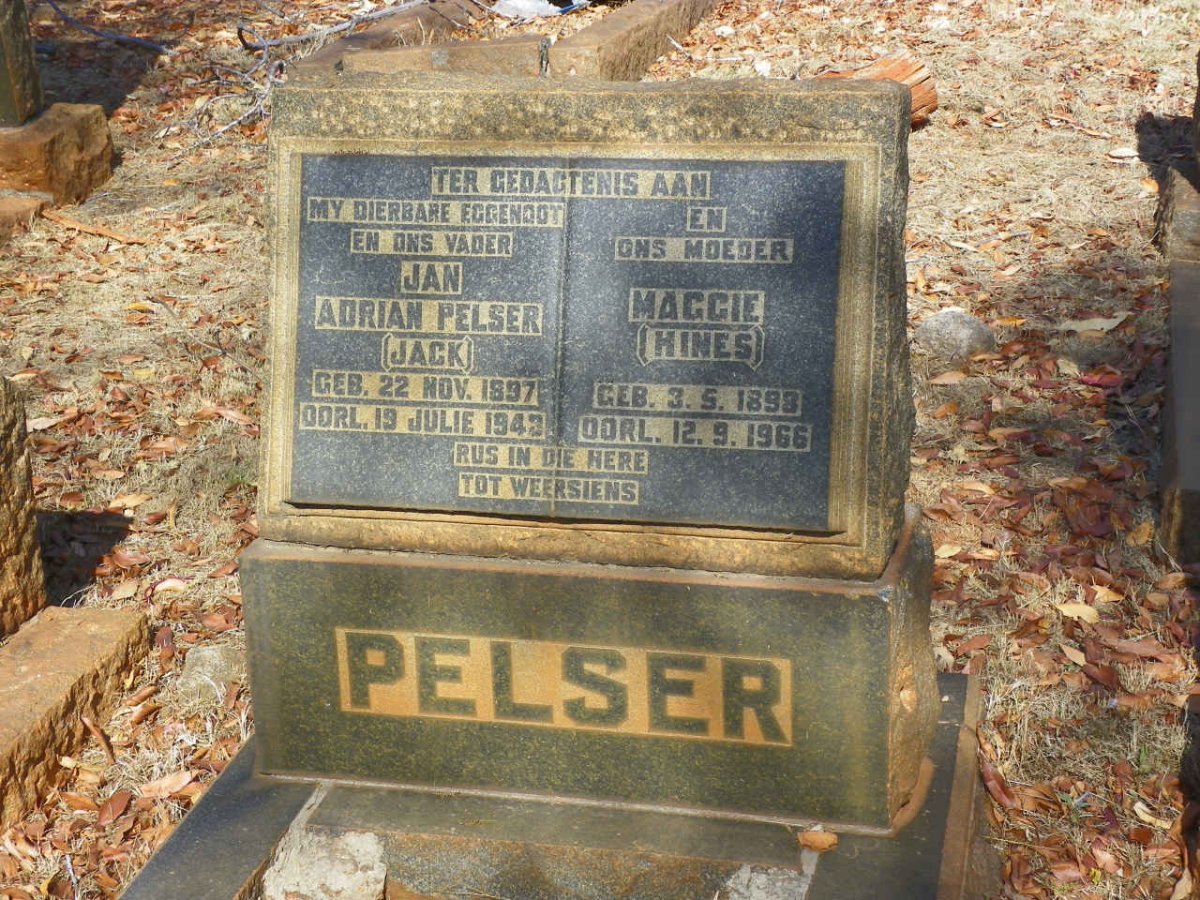 TER GEDAGTENIS AAN
MY DIERBARE EGGENOOT
EN ONS VADER
JAN
ADRIAN PELSER
(JACK)
GEB. 22 NOV. 1897
OORL. 19 JULIE 1943
EN
ONS MOEDER
MAGGIE
(HINES)
GEB. 3. 5. 1899
OORL. 12. 9. 1966
RUS IN DIE HERE
TOT WEERSIENS
PELSER